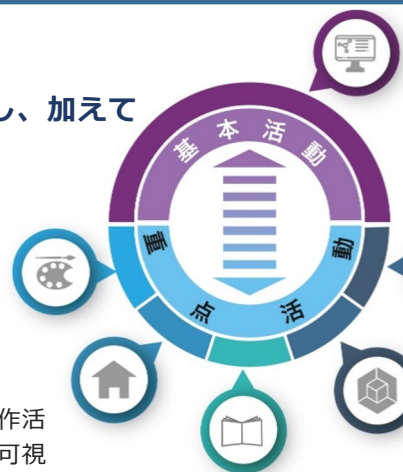 し、加えて
基本活動
重点活動
作活
可視